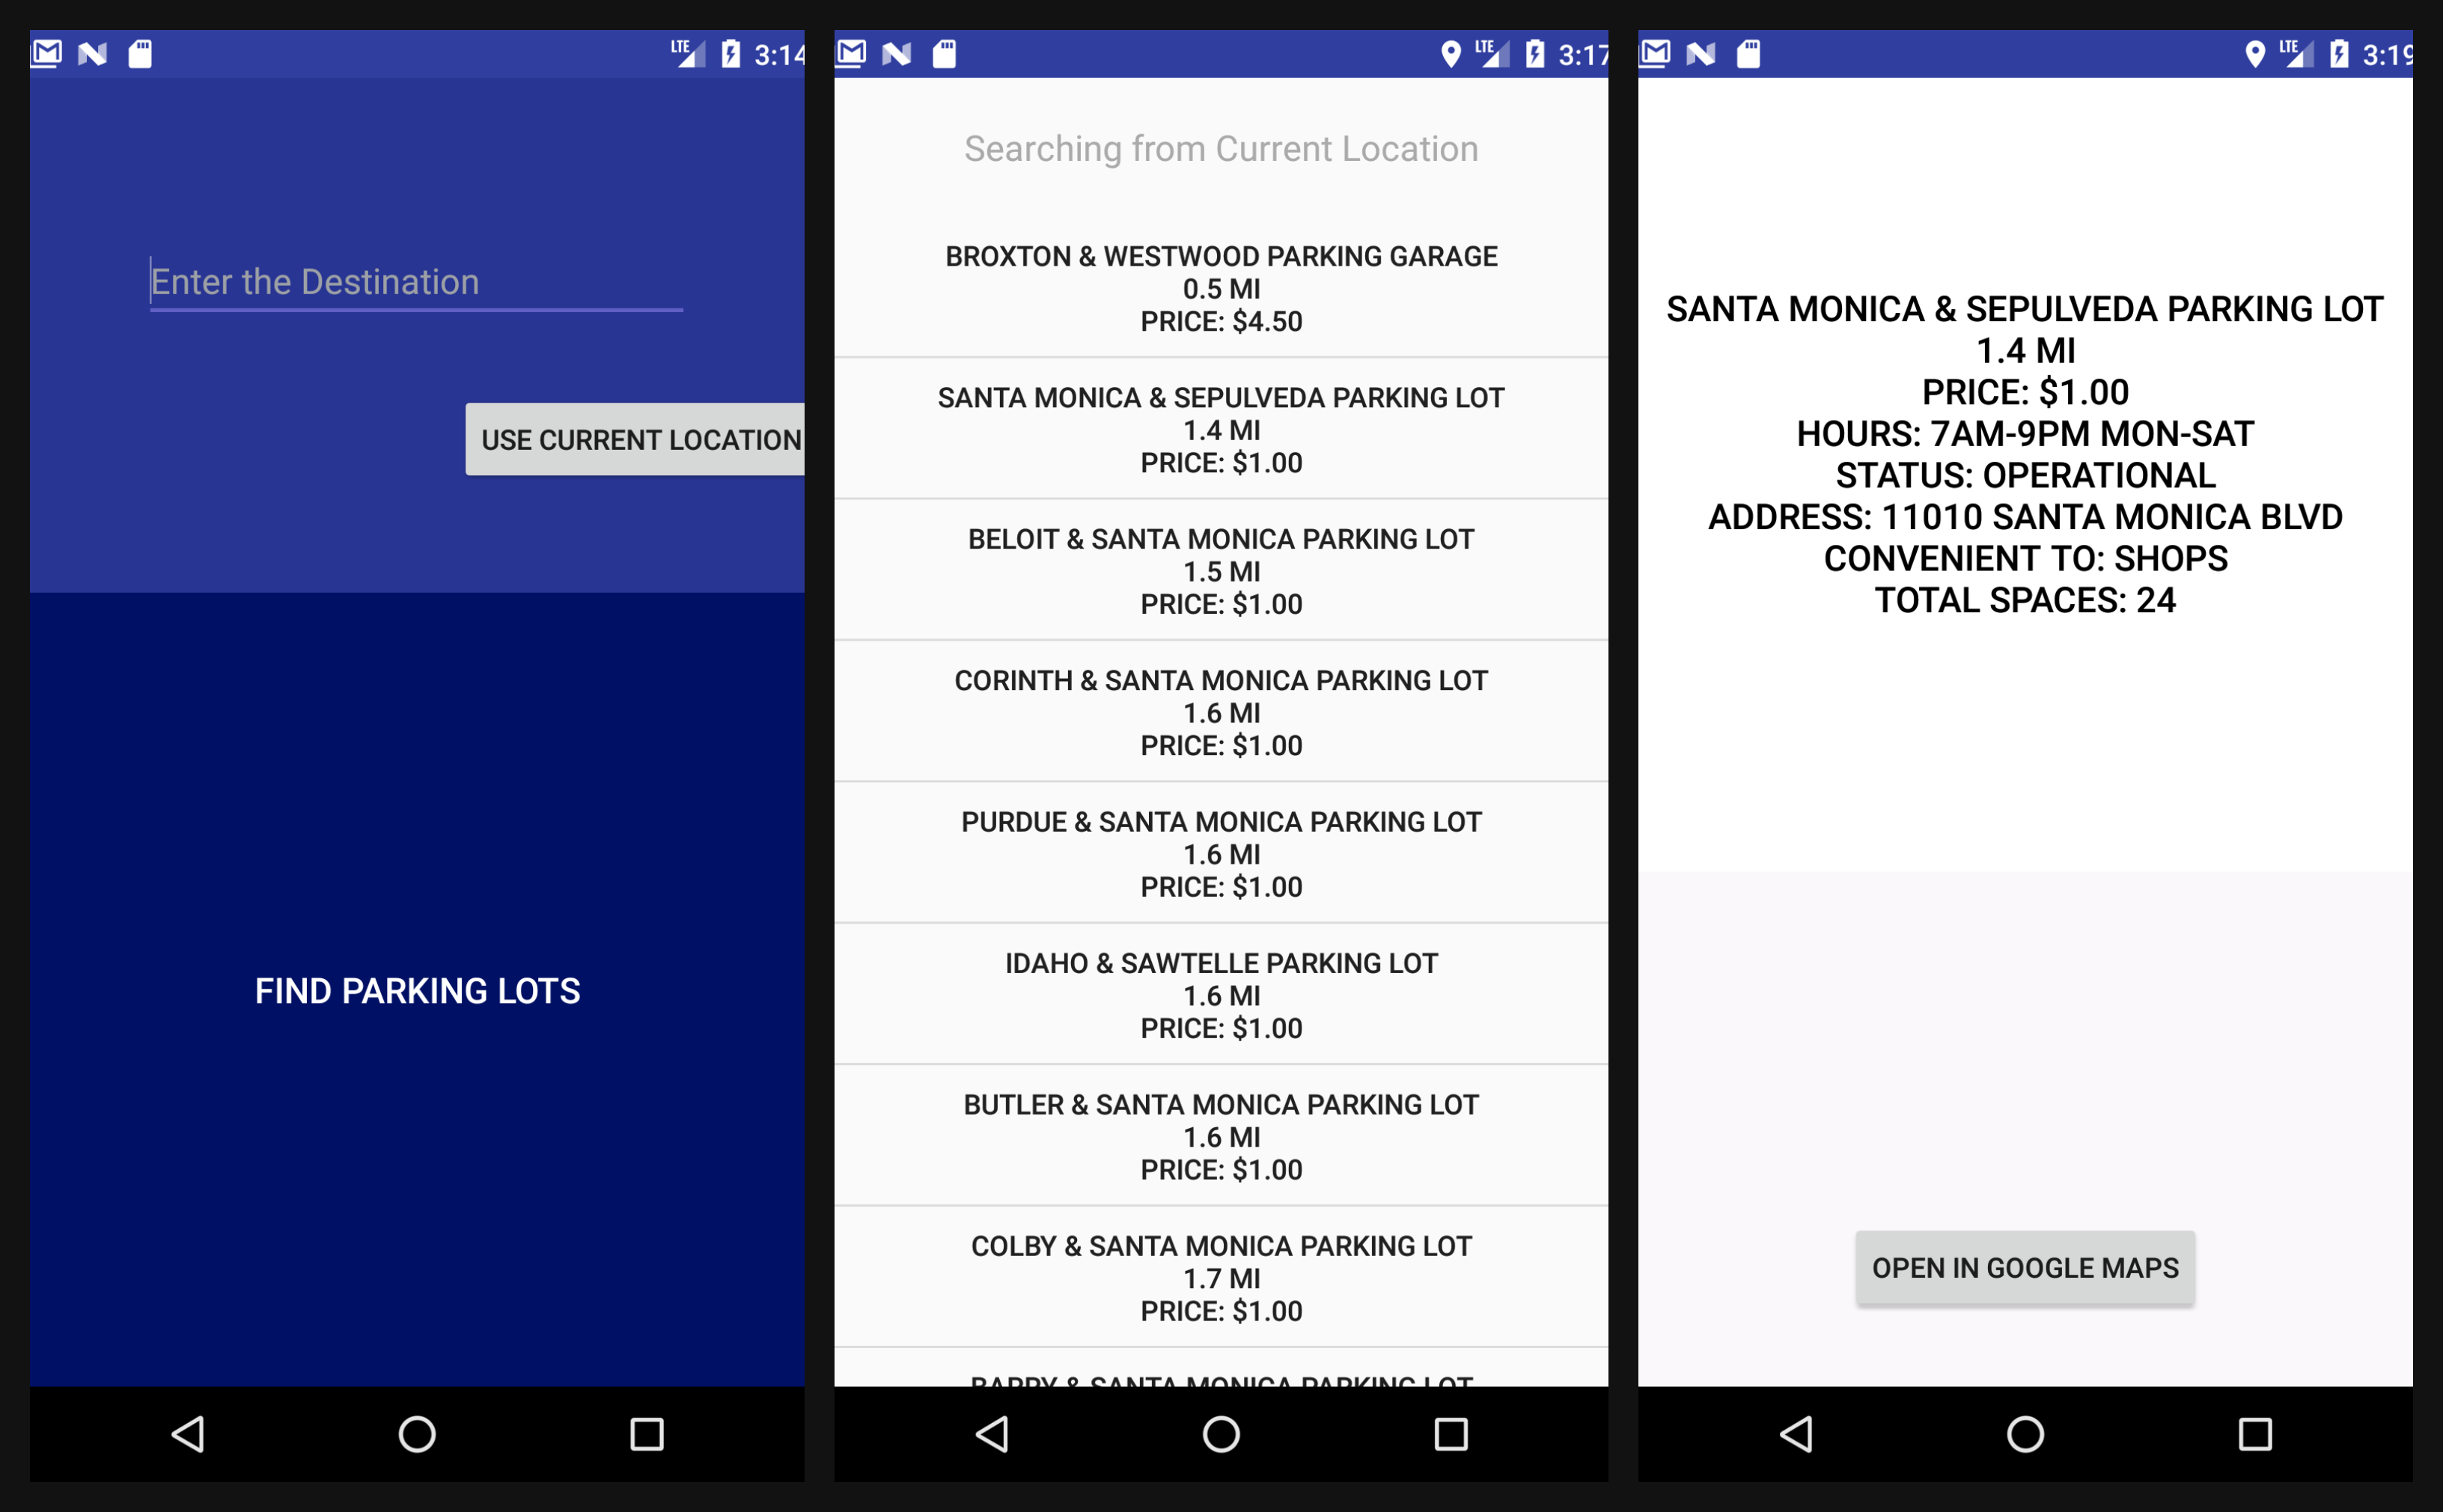 LTE 3:14
Enter the Destination
USE CURRENT LOCATION
FIND PARKING LOTS
LTE 3:17
Searching from Current Location
BROXTON & WESTWOOD PARKING GARAGE
0.5 MI
PRICE: $4.50
SANTA MONICA & SEPULVEDA PARKING LOT
1.4 MI
PRICE: $1.00
BELOIT & SANTA MONICA PARKING LOT
1.5 MI
PRICE: $1.00
CORINTH & SANTA MONICA PARKING LOT
1.6 MI
PRICE: $1.00
PURDUE & SANTA MONICA PARKING LOT
1.6 MI
PRICE: $1.00
IDAHO & SAWTELLE PARKING LOT
1.6 MI
PRICE: $1.00
BUTLER & SANTA MONICA PARKING LOT
1.6 MI
PRICE: $1.00
COLBY & SANTA MONICA PARKING LOT
1.7 MI
PRICE: $1.00
BARRY & SANTA MONICA PARKING LOT
LTE 3:19
SANTA MONICA & SEPULVEDA PARKING LOT
1.4 MI
PRICE: $1.00
HOURS: 7AM-9PM MON-SAT
STATUS: OPERATIONAL
ADDRESS: 11010 SANTA MONICA BLVD
CONVENIENT TO: SHOPS
TOTAL SPACES: 24
OPEN IN GOOGLE MAPS